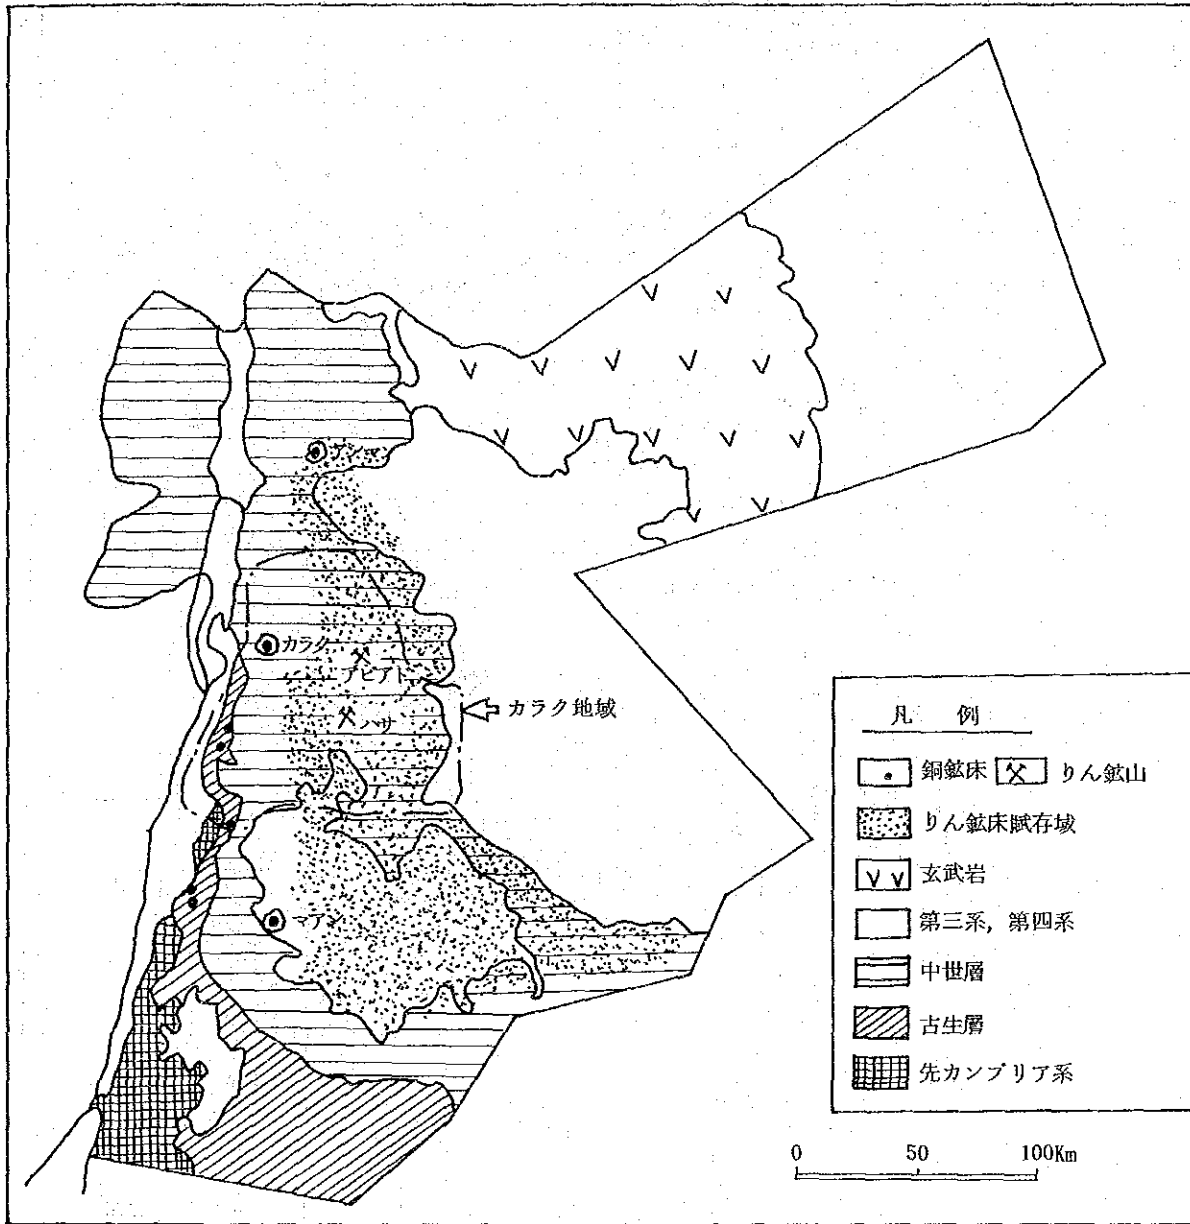 アンマン
カラク
アビアト
ハサ
カラク地域
マアン
凡 例
銅鉱床 りん鉱山
りん鉱床賦存域
玄武岩
第三系, 第四系
中世層
古生層
先カンブリア系
0 50 100Km